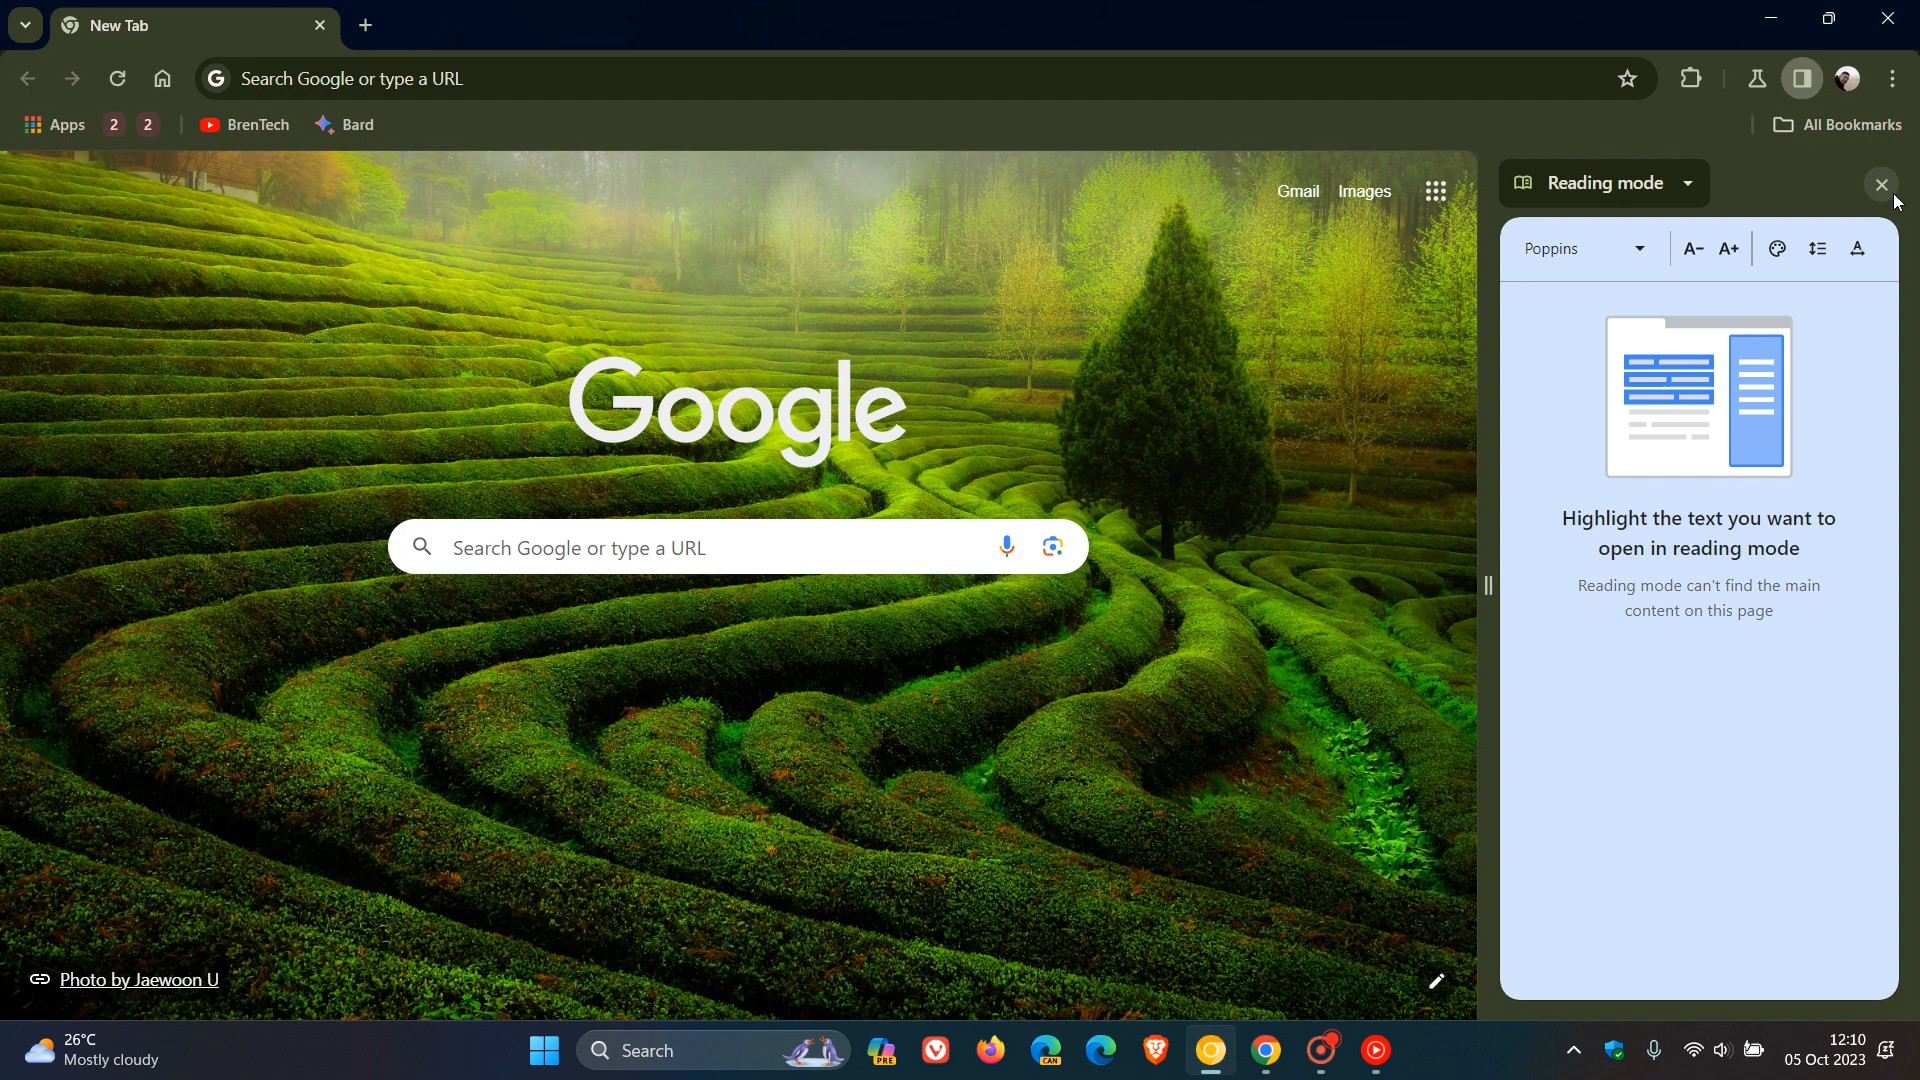 New Tab
Search Google or type a URL
Apps
2
2
BrenTech
Bard
All Bookmarks
Gmail
Images
Reading mode
Poppins
A-
A+
Google
Search Google or type a URL
Highlight the text you want to
open in reading mode
Reading mode can't find the main
content on this page
Photo by Jaewoon U
26°C
Mostly cloudy
Search
PRE
CAN
12:10
05 Oct 2023